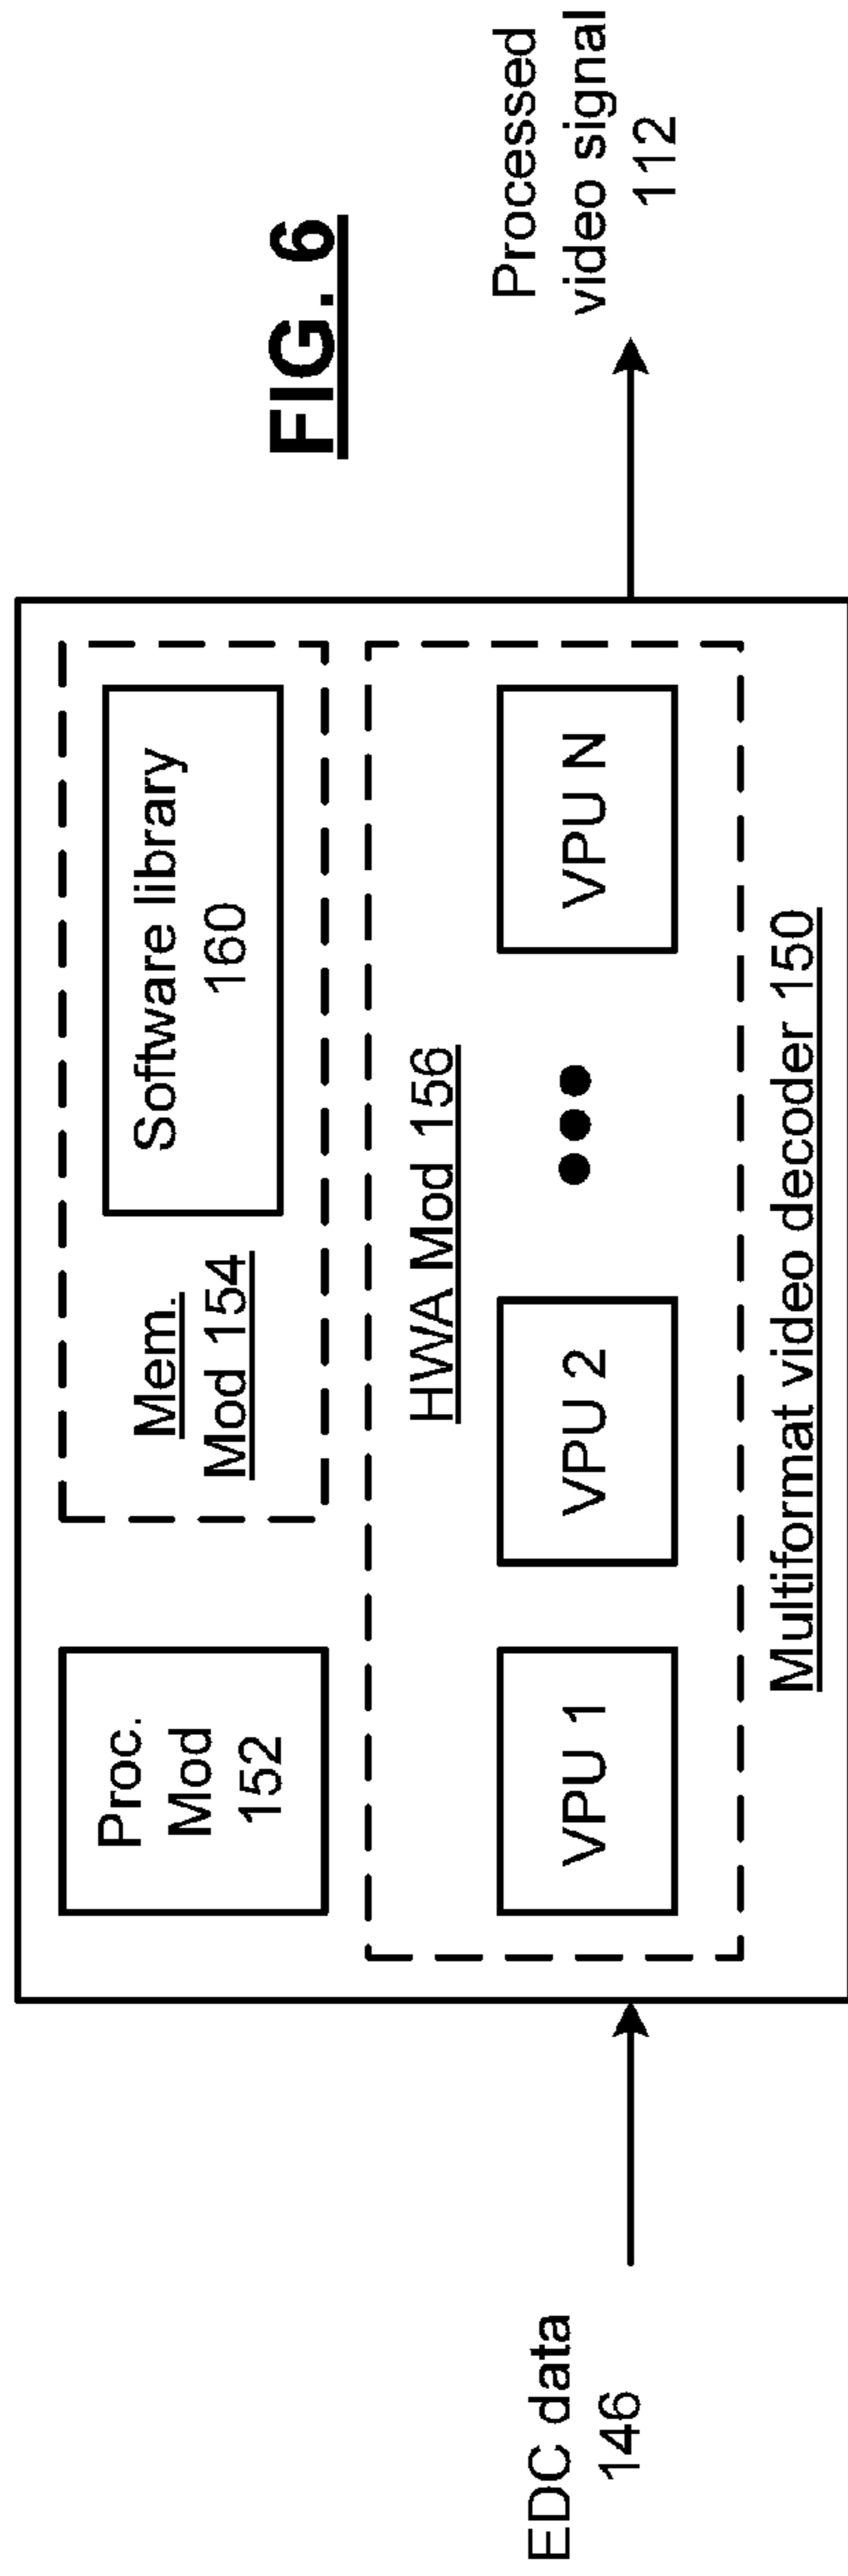 FIG. 6
Proc.
Mod
152
Mem.
Mod 154
Software library
160
HWA Mod 156
VPU 1
VPU 2
VPU N
Multiformat video decoder 150
EDC data
146
Processed
video signal
112